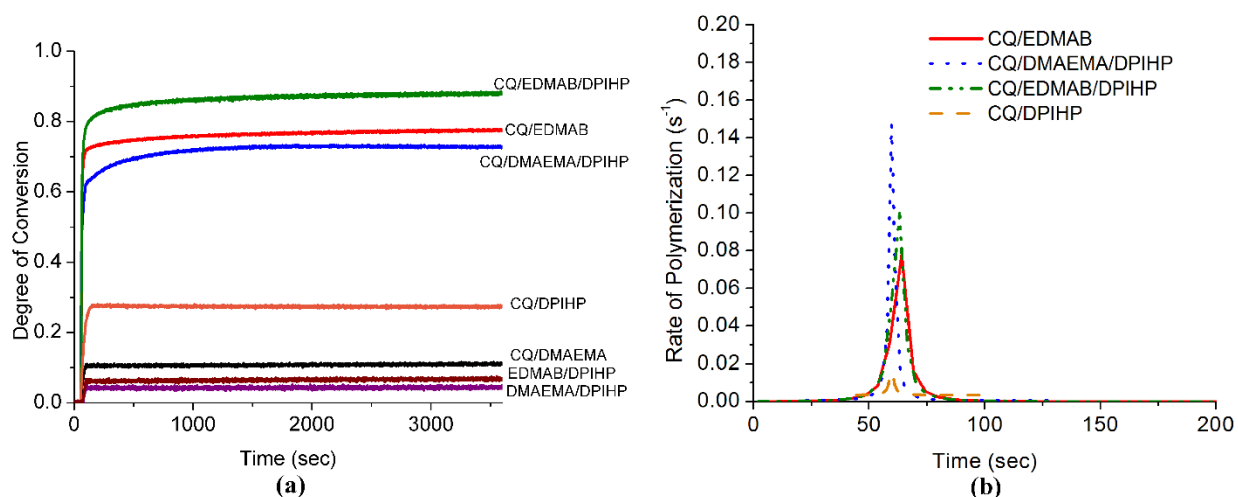 1.0
0.8
0.6
0.4
0.2
0.0
Degree of Conversion
CQ/EDMAB/DPIHP
CQ/EDMAB
CQ/DMAEMA/DPIHP
CQ/DPIHP
CQ/DMAEMA
EDMAB/DPIHP
DMAEMA/DPIHP
0 1000 2000 3000
Time (sec)
(a)
0.20
0.18
0.16
0.14
0.12
0.10
0.08
0.06
0.04
0.02
0.00
Rate of Polymerization (s⁻¹)
CQ/EDMAB
CQ/DMAEMA/DPIHP
CQ/EDMAB/DPIHP
CQ/DPIHP
0 50 100 150 200
Time (sec)
(b)